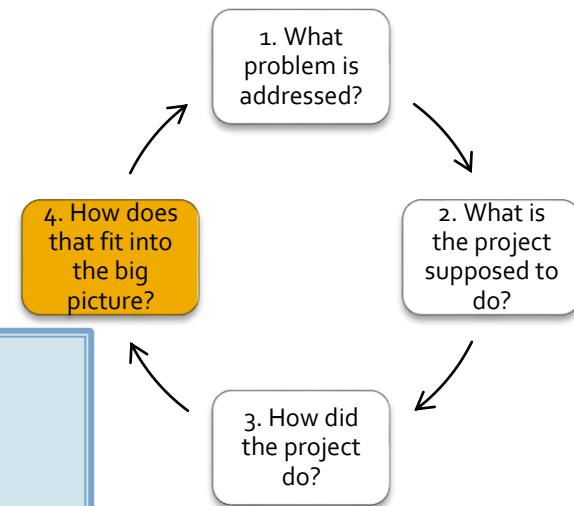 1. What
problem is
addressed?
2. What is
the project
supposed to
do?
3. How did
the project
do?
4. How does
that fit into
the big
picture?